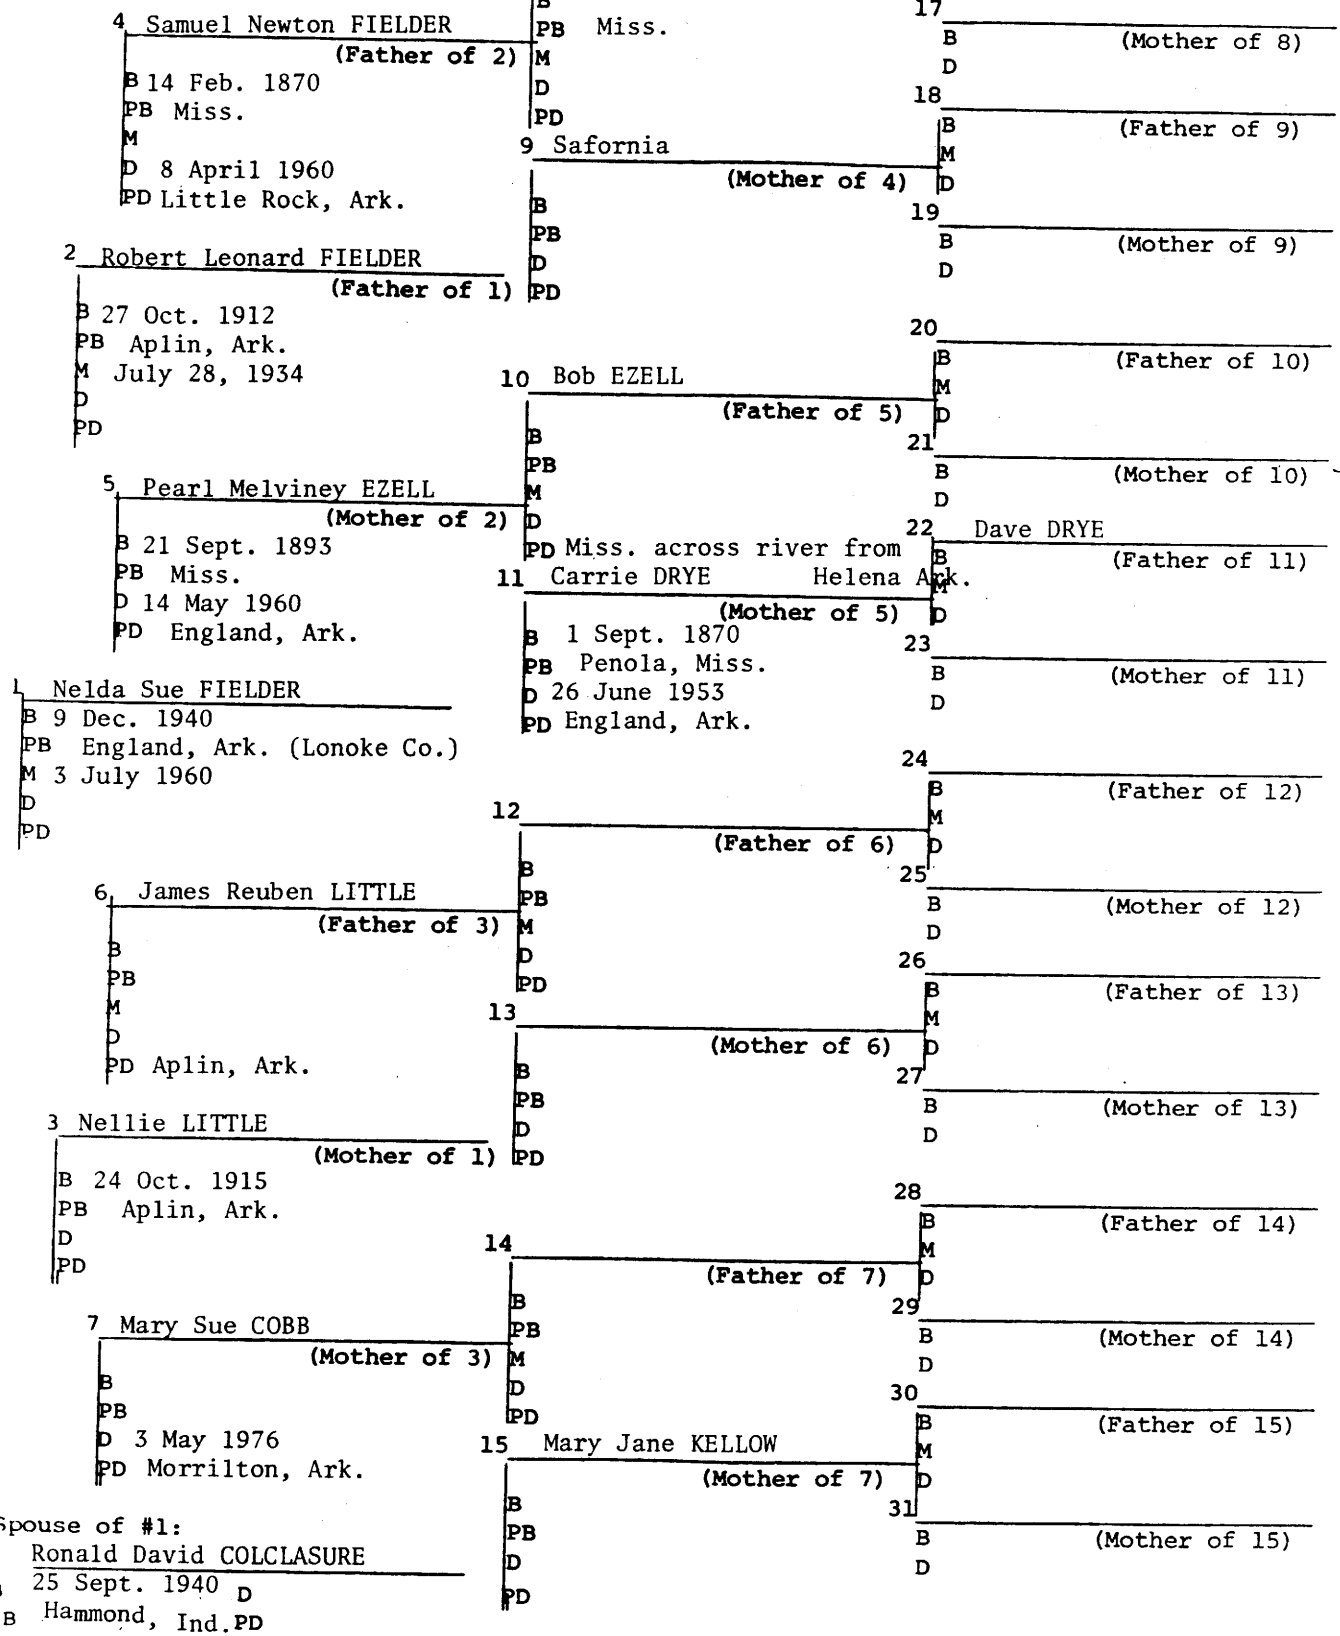 B
4 Samuel Newton FIELDER
(Father of 2)
B 14 Feb. 1870
PB Miss.
M
D 8 April 1960
PD Little Rock, Ark.
PB Miss.
M
D
PD
9 Safornia
(Mother of 4)
B
PB
D
PD
17
(Mother of 8)
B
D
18
(Father of 9)
B
M
D
19
(Mother of 9)
B
D
2 Robert Leonard FIELDER
(Father of 1)
B 27 Oct. 1912
PB Aplin, Ark.
M July 28, 1934
D
PD
10 Bob EZELL
(Father of 5)
B
PB
M
D
PD Miss. across river from
Helena Ark.
20
(Father of 10)
B
M
D
21
(Mother of 10)
B
D
5 Pearl Melviney EZELL
(Mother of 2)
B 21 Sept. 1893
PB Miss.
D 14 May 1960
PD England, Ark.
11 Carrie DRYE
(Mother of 5)
B 1 Sept. 1870
PB Penola, Miss.
D 26 June 1953
PD England, Ark.
22 Dave DRYE
(Father of 11)
B
M
D
23
(Mother of 11)
B
D
1 Nelda Sue FIELDER
B 9 Dec. 1940
PB England, Ark. (Lonoke Co.)
M 3 July 1960
D
PD
12
(Father of 6)
B
PB
M
D
PD
24
(Father of 12)
B
M
D
25
(Mother of 12)
B
D
6 James Reuben LITTLE
(Father of 3)
B
PB
M
D
PD Aplin, Ark.
13
(Mother of 6)
B
PB
D
PD
26
(Father of 13)
B
M
D
27
(Mother of 13)
B
D
3 Nellie LITTLE
(Mother of 1)
B 24 Oct. 1915
PB Aplin, Ark.
D
PD
14
(Father of 7)
B
PB
M
D
PD
28
(Father of 14)
B
M
D
29
(Mother of 14)
B
D
7 Mary Sue COBB
(Mother of 3)
B
PB
D 3 May 1976
PD Morrilton, Ark.
15 Mary Jane KELLOW
(Mother of 7)
B
PB
D
PD
30
(Father of 15)
B
M
D
31
(Mother of 15)
B
D
Spouse of #1:
Ronald David COLCLASURE
25 Sept. 1940 D
B Hammond, Ind. PD